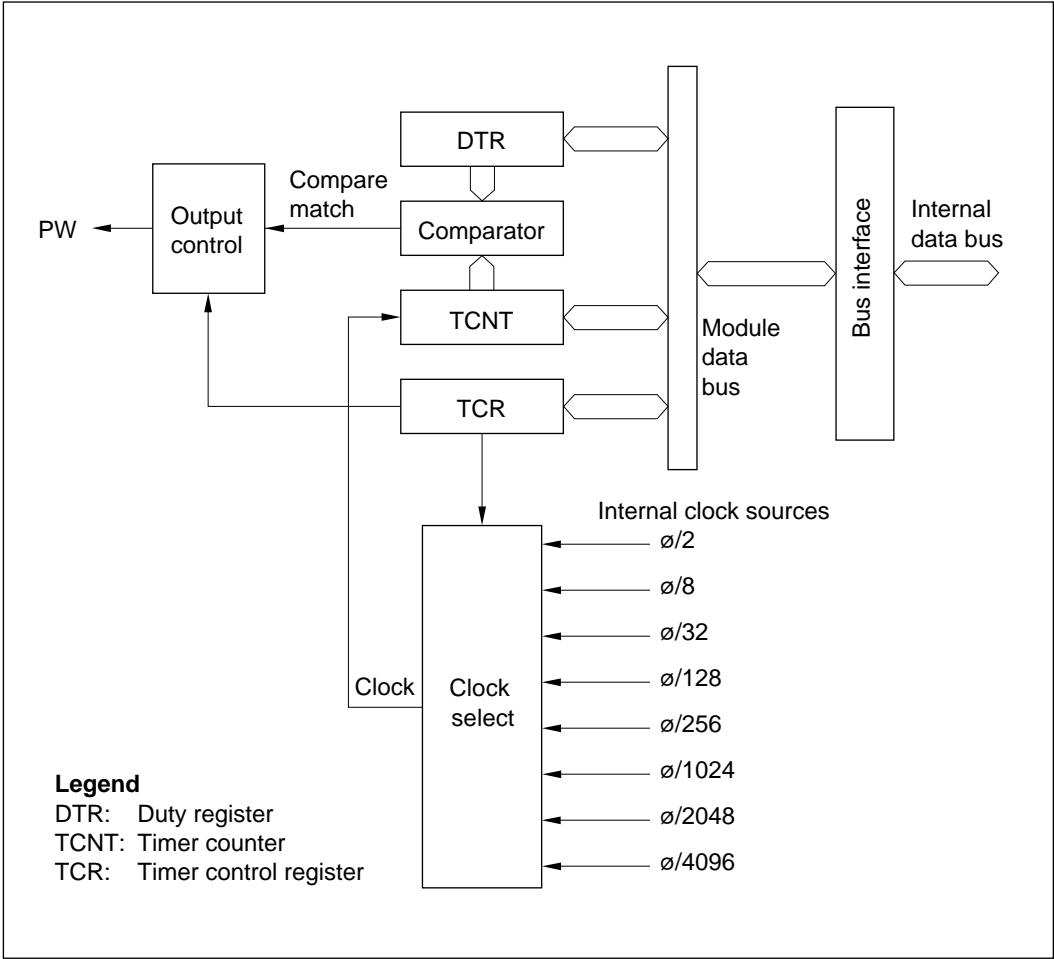 DTR
Compare
match
Output
control
PW
Comparator
TCNT
TCR
Module
data
bus
Bus interface
Internal
data bus
Internal clock sources
ø/2
ø/8
ø/32
ø/128
ø/256
ø/1024
ø/2048
ø/4096
Clock
Clock
select
Legend
DTR: Duty register
TCNT: Timer counter
TCR: Timer control register